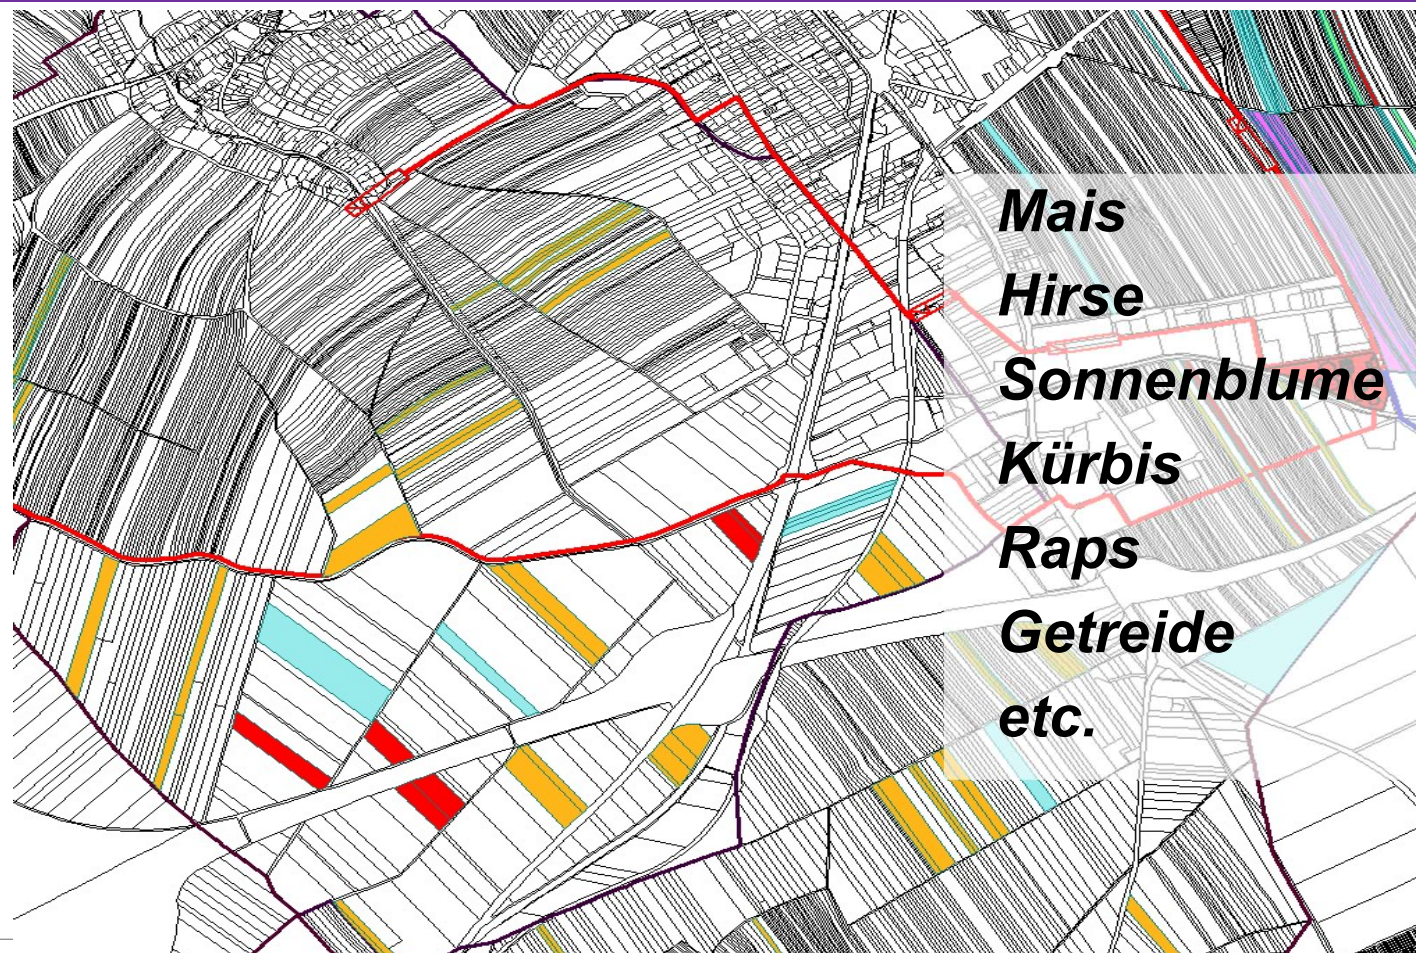 Mais
Hirse
Sonnenblume
Kürbis
Raps
Getreide
etc.